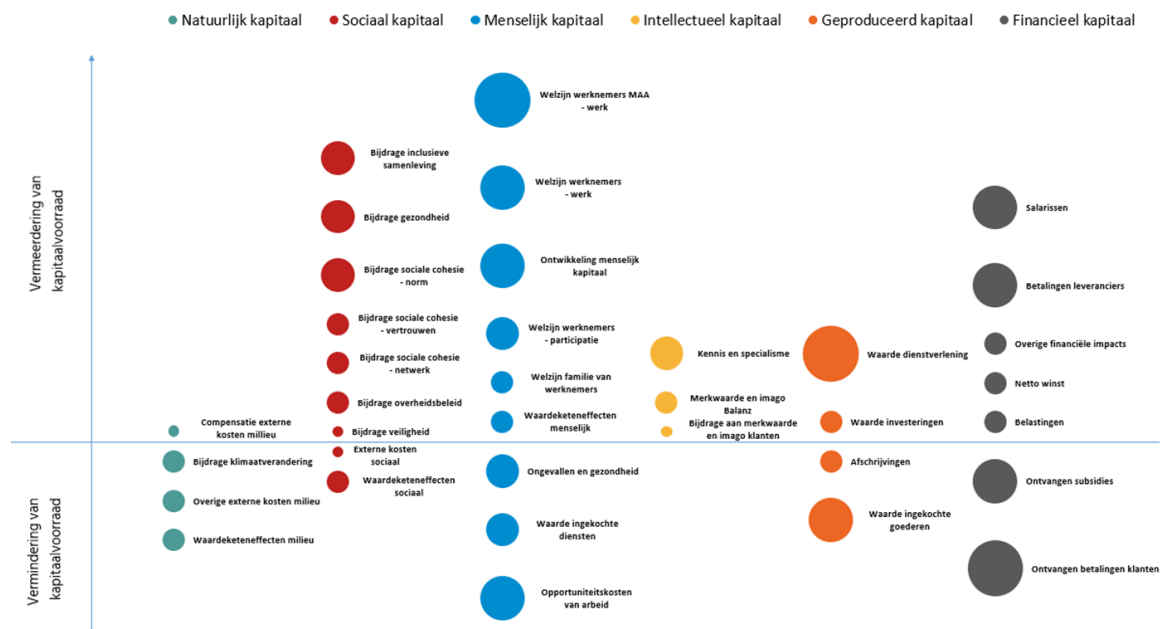 Natuurlijk kapitaal
Sociaal kapitaal
Menselijk kapitaal
Intellectueel kapitaal
Geproduceerd kapitaal
Financieel kapitaal
Vermeerdering van
kapitaalvoorraad
Vermindering van
kapitaalvoorraad
Compensatie externe
kosten millieu
Bijdrage klimaatverandering
Overige externe kosten milieu
Waardeketeneffecten milieu
Bijdrage inclusieve
samenleving
Bijdrage gezondheid
Bijdrage sociale cohesie
- norm
Bijdrage sociale cohesie
- vertrouwen
Bijdrage sociale cohesie
- netwerk
Bijdrage overheidsbeleid
Bijdrage veiligheid
Externe kosten
sociaal
Waardeketeneffecten
sociaal
Welzijn werknemers MAA
- werk
Welzijn werknemers
- werk
Ontwikkeling menselijk
kapitaal
Welzijn werknemers
- participatie
Welzijn familie van
werknemers
Waardeketeneffecten
menselijk
Ongevallen en gezondheid
Waarde ingekochte
diensten
Opportuniteitskosten
van arbeid
Kennis en specialisme
Merkwaarde en imago
Balanz
Bijdrage aan merkwaarde
en imago klanten
Waarde dienstverlening
Waarde investeringen
Afschrijvingen
Waarde ingekochte
goederen
Salarissen
Betalingen leveranciers
Overige financiële impacts
Netto winst
Belastingen
Ontvangen subsidies
Ontvangen betalingen klanten